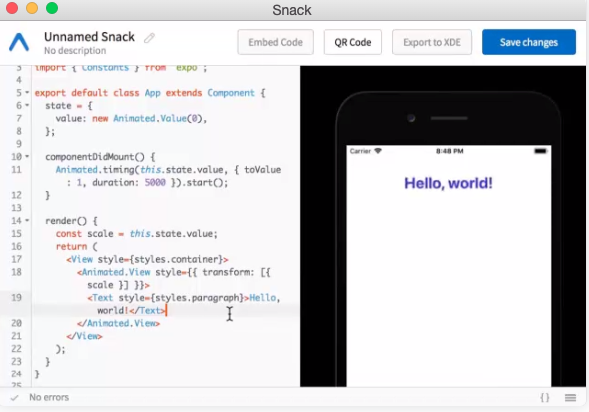 Snack
Unnamed Snack
No description
Embed Code
QR Code
Export to XDE
Save changes
3 import { Constants } from 'expo';
4
5 export default class App extends Component {
6 state = {
7 value: new Animated.Value(0),
8 };
9
10 componentDidMount() {
11 Animated.timing(this.state.value, { toValue
: 1, duration: 5000 }).start();
12 }
13
14 render() {
15 const scale = this.state.value;
16 return (
17 <View style={styles.container}>
18 <Animated.View style={{ transform: [{
scale }] }}>
19 <Text style={styles.paragraph}>Hello,
world!</Text>
20 </Animated.View>
21 </View>
22 );
23 }
24 }
25
No errors
{ }
Carrier
8:48 PM
Hello, world!